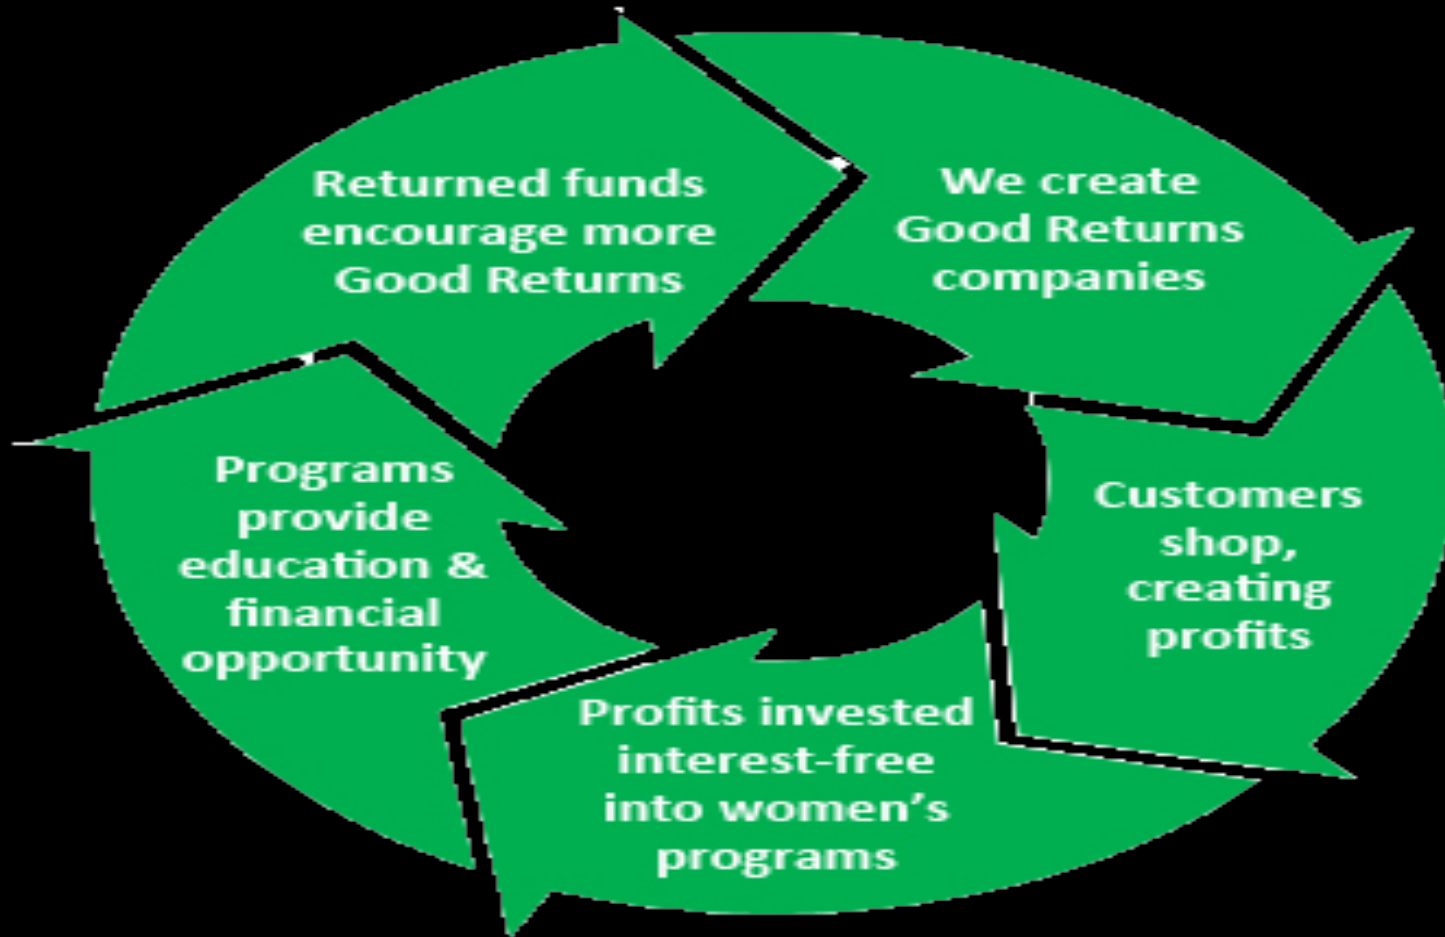 Returned funds
encourage more
Good Returns
We create
Good Returns
companies
Customers
shop,
creating
profits
Profits invested
interest-free
into women’s
programs
Programs
provide
education &
financial
opportunity